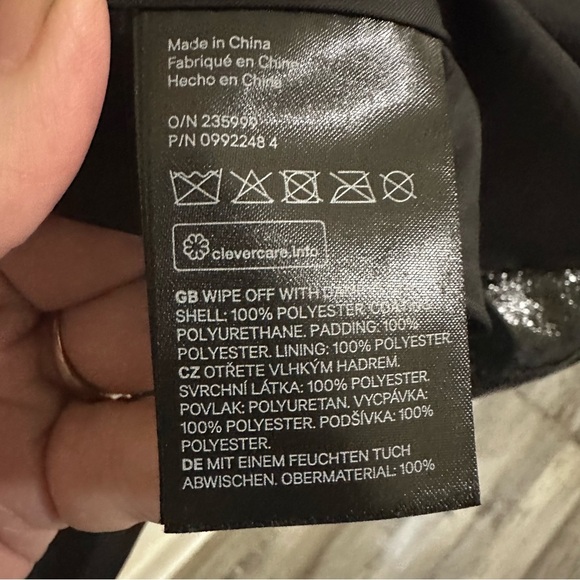 Made in China
Fabriqué en Chine
Hecho en China
O/N 235999
P/N 0992248 4
clevercare.info
GB WIPE OFF WITH
SHELL: 100% POLYESTER.
POLYURETHANE. PADDING: 100%
POLYESTER. LINING: 100% POLYESTER.
CZ OTŘETE VLHKÝM HADREM.
SVRCHNÍ LÁTKA: 100% POLYESTER.
POVLAK: POLYURETAN. VYCPÁVKA:
100% POLYESTER. PODŠÍVKA: 100%
POLYESTER.
DE MIT EINEM FEUCHTEN TUCH
ABWISCHEN. OBERMATERIAL: 100%